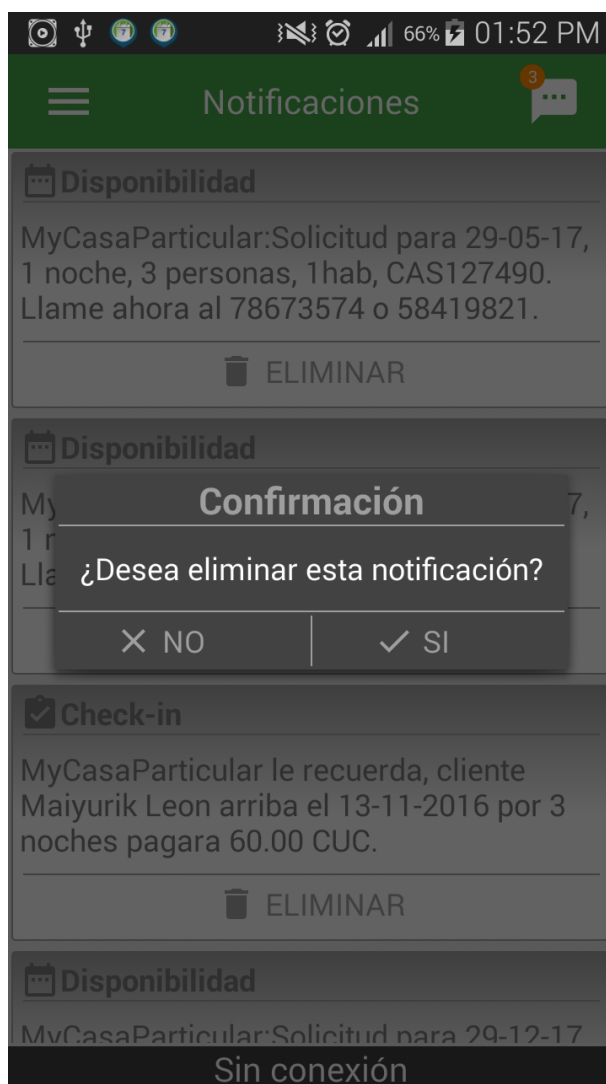 66% 01:52 PM
Notificaciones
3
Disponibilidad
MyCasaParticular:Solicitud para 29-05-17,
1 noche, 3 personas, 1hab, CAS127490.
Llame ahora al 78673574 o 58419821.
ELIMINAR
Disponibilidad
Confirmación
¿Desea eliminar esta notificación?
NO
SI
Check-in
MyCasaParticular le recuerda, cliente
Maiyurik Leon arriba el 13-11-2016 por 3
noches pagara 60.00 CUC.
ELIMINAR
Disponibilidad
MyCasaParticular:Solicitud para 29-12-17
Sin conexión